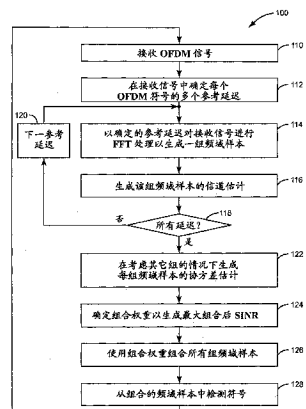 100
接收 OFDM 信号
110
在接收信号中确定每个
OFDM 符号的多个参考延迟
112
120
下一参考
延迟
以确定的参考延迟对接收信号进行
FFT 处理以生成一组频域样本
114
生成该组频域样本的信道估计
116
否
所有延迟？
118
是
在考虑其它组的情况下生成
每组频域样本的协方差估计
122
确定组合权重以生成最大组合后 SINR
124
使用组合权重组合所有组频域样本
126
从组合的频域样本中检测符号
128